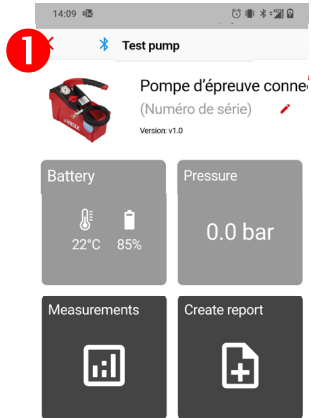 14:09
1
Test pump
Pompe d'épreuve conne
(Numéro de série)
Version: v1.0
Battery
Pressure
22°C 85%
0.0 bar
Measurements
Create report